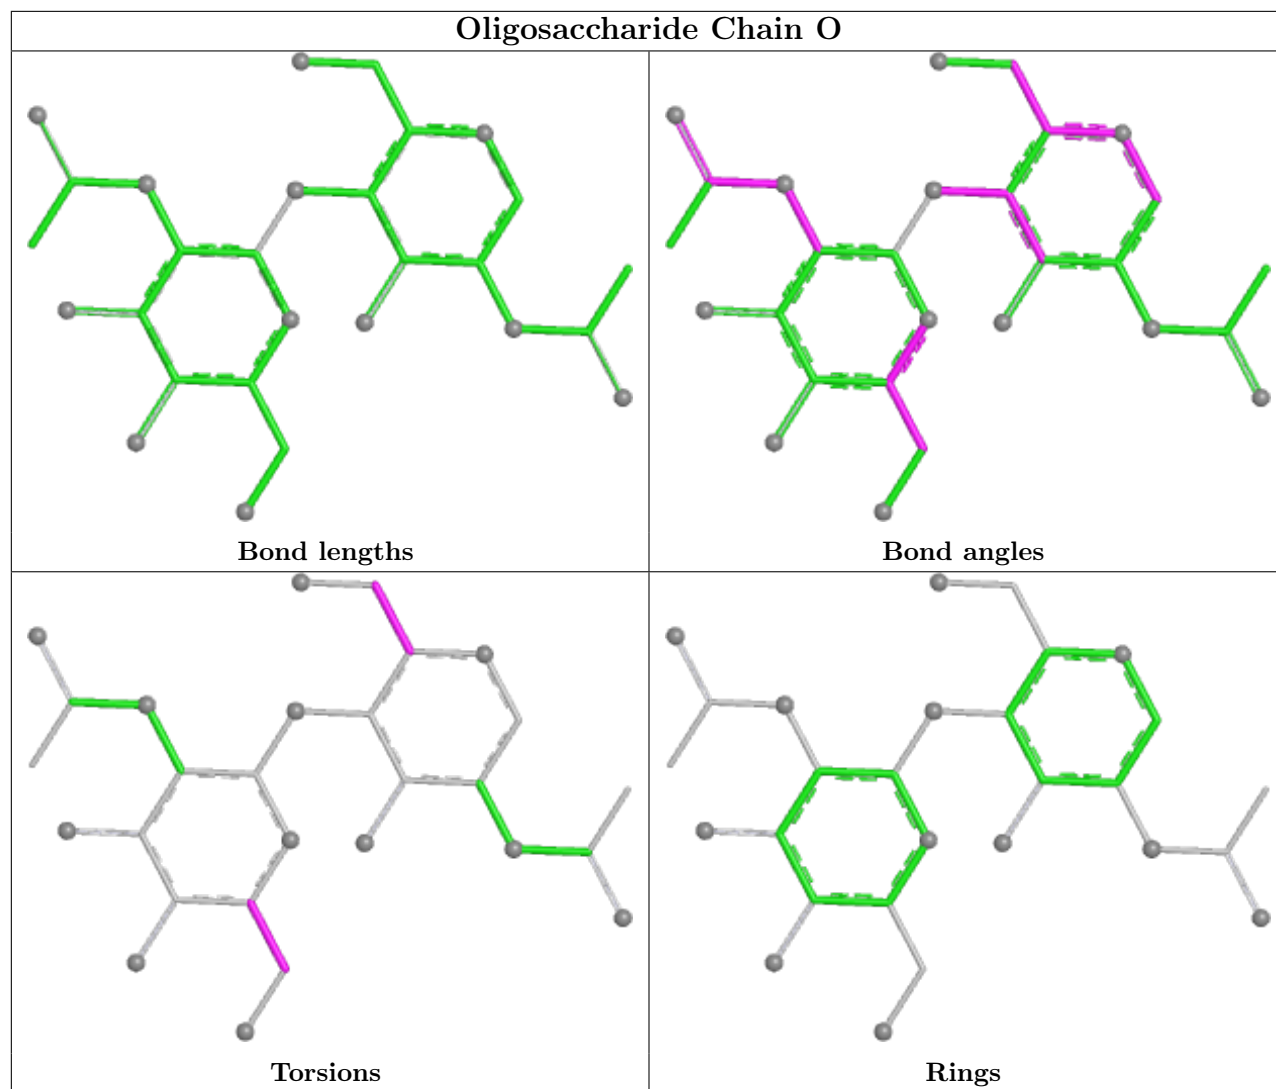 Oligosaccharide Chain O
Bond lengths
Bond angles
Torsions
Rings